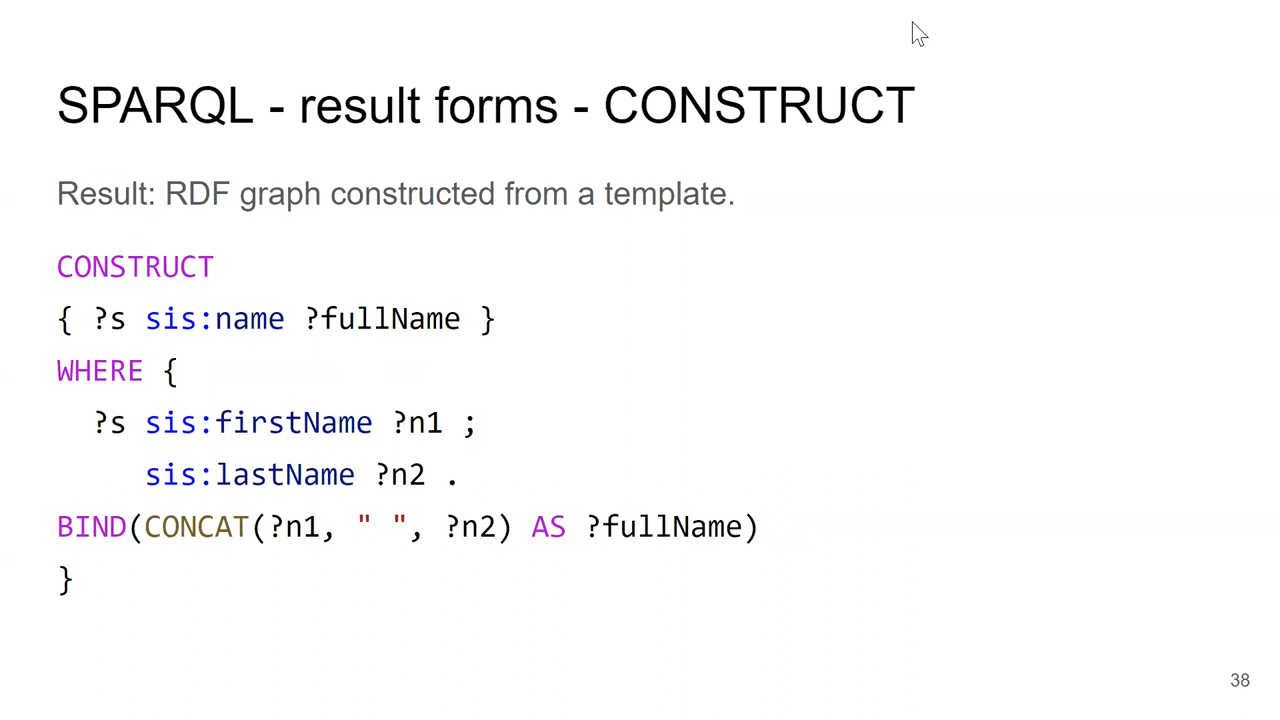 SPARQL - result forms - CONSTRUCT
Result: RDF graph constructed from a template.
CONSTRUCT
{ ?s sis:name ?fullName }
WHERE {
  ?s sis:firstName ?n1 ;
     sis:lastName ?n2 .
BIND(CONCAT(?n1, " ", ?n2) AS ?fullName)
}
38